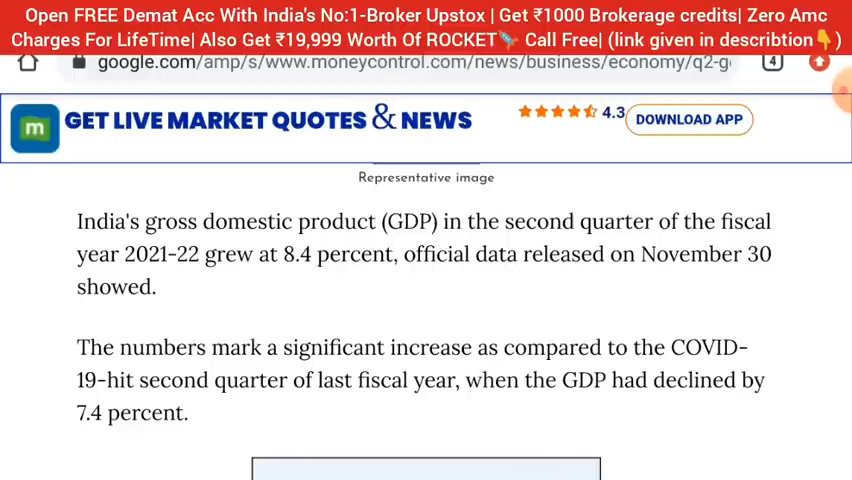 Open FREE Demat Acc With India's No:1-Broker Upstox | Get ₹1000 Brokerage credits| Zero Amc
Charges For LifeTime| Also Get ₹19,999 Worth Of ROCKET🚀 Call Free| (link given in describtion👇)
google.com/amp/s/www.moneycontrol.com/news/business/economy/q2-g
4
m
GET LIVE MARKET QUOTES & NEWS
4.3
DOWNLOAD APP
Representative image
India's gross domestic product (GDP) in the second quarter of the fiscal
year 2021-22 grew at 8.4 percent, official data released on November 30
showed.
The numbers mark a significant increase as compared to the COVID-
19-hit second quarter of last fiscal year, when the GDP had declined by
7.4 percent.